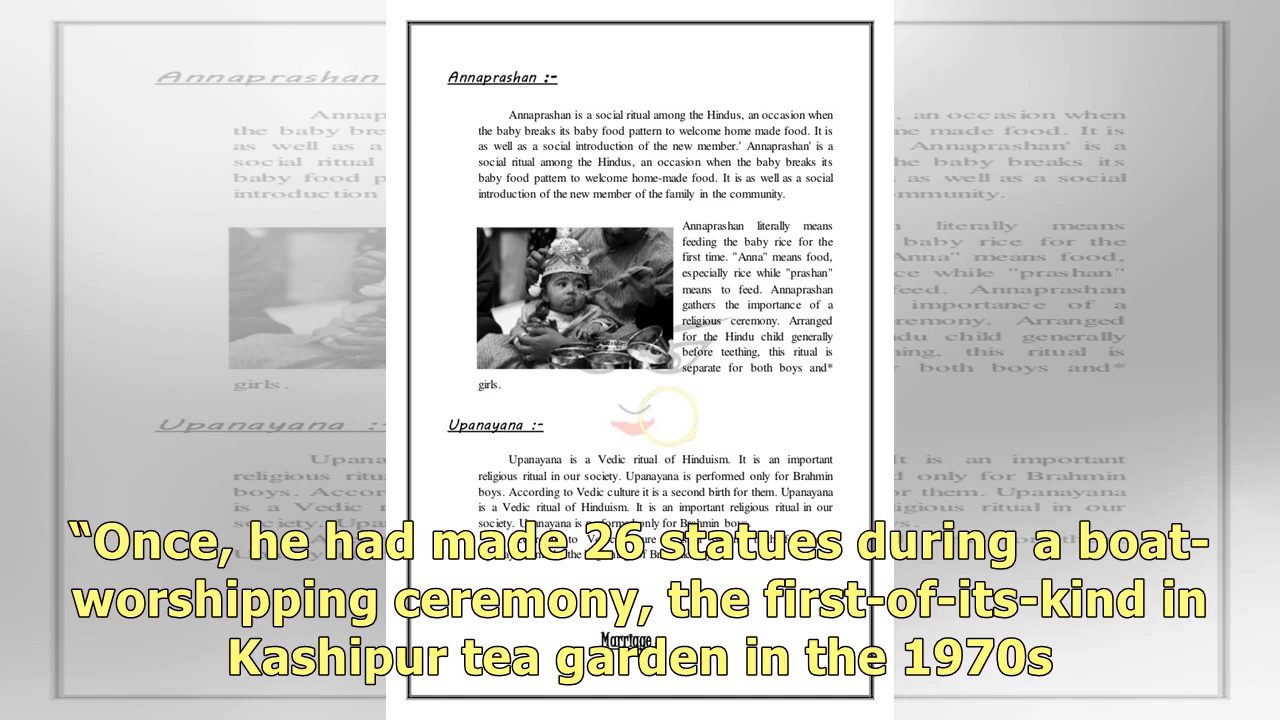 Annaprashan :-
Annaprashan is a social ritual among the Hindus, an occasion when
the baby breaks its baby food pattern to welcome home made food. It is
as well as a social introduction of the new member.' Annaprashan' is a
social ritual among the Hindus, an occasion when the baby breaks its
baby food pattern to welcome home-made food. It is as well as a social
introduction of the new member of the family in the community.
Annaprashan literally means
feeding the baby rice for the
first time. "Anna" means food,
especially rice while "prashan"
means to feed. Annaprashan
gathers the importance of a
religious ceremony. Arranged
for the Hindu child generally
before teething, this ritual is
separate for both boys and*
girls.
Upanayana :-
Upanayana is a Vedic ritual of Hinduism. It is an important
religious ritual in our society. Upanayana is performed only for Brahmin
boys. According to Vedic culture it is a second birth for them. Upanayana
is a Vedic ritual of Hinduism. It is an important religious ritual in our
society. Upanayana is performed only for Brahmin boys.
“Once, he had made 26 statues during a boat-
worshipping ceremony, the first-of-its-kind in
Marriage
Kashipur tea garden in the 1970s